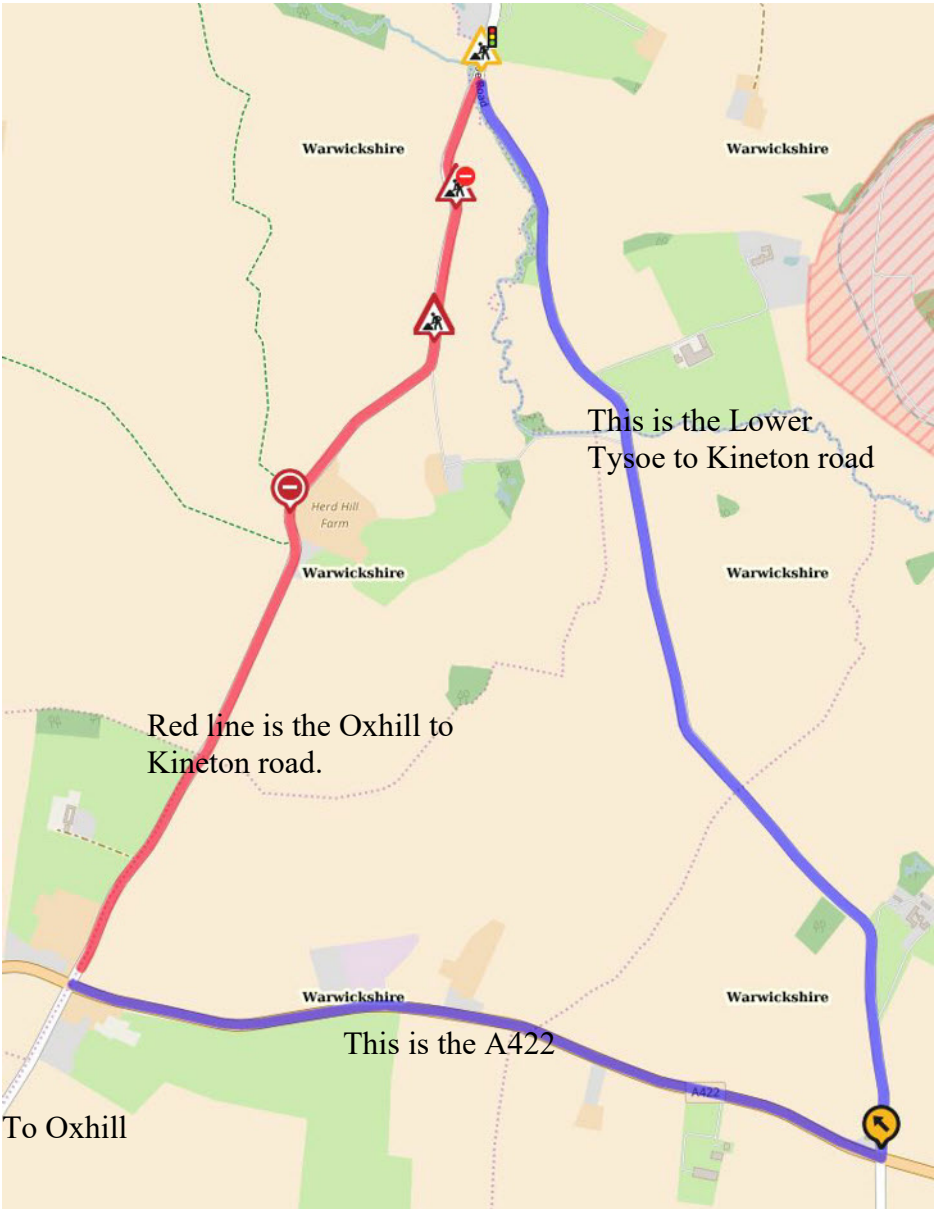 Road
Warwickshire
Warwickshire
This is the Lower
Tysoe to Kineton road
Herd Hill
Farm
Warwickshire
Warwickshire
Red line is the Oxhill to
Kineton road.
Warwickshire
Warwickshire
This is the A422
A422
To Oxhill